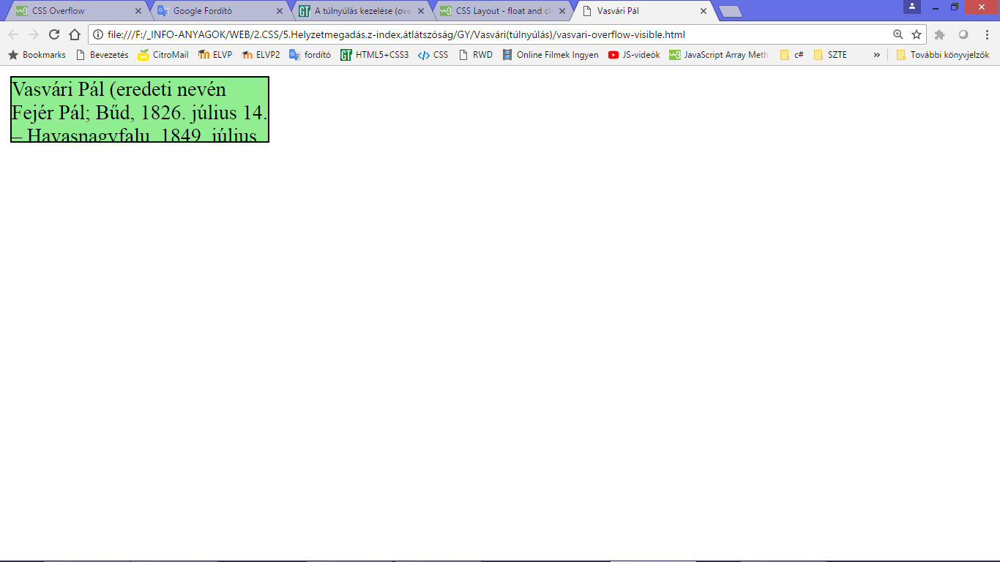 CSS Overflow
Google Fordító
A túlnyúlás kezelése (ove
CSS Layout - float and cl
Vasvári Pál
file:///F:/_INFO-ANYAGOK/WEB/2.CSS/5.Helyzetmegadás,z-index,átlátszóság/GY/Vasvári(túlnyúlás)/vasvari-overflow-visible.html
Bookmarks
Bevezetés
CitroMail
ELVP
ELVP2
fordító
HTML5+CSS3
CSS
RWD
Online Filmek Ingyen
JS-videók
JavaScript Array Meth
c#
SZTE
»
További könyvjelzők
Vasvári Pál (eredeti nevén
Fejér Pál; Bűd, 1826. július 14.
– Havasnagyfalu, 1849. július